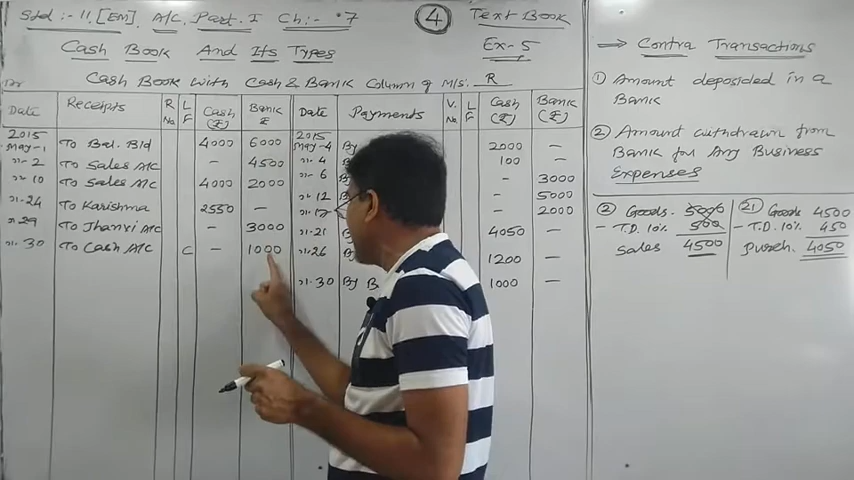 Std :- 11, [EM]. A/C, Part. I Ch:- 7 4 Text Book
Cash Book And Its Types Ex-5
Dr Cash Book with Cash & Bank Column of M/s. R
Date Receipts R No L F Cash (₹) Bank ₹ Date Payments V. No. L F Cash (₹) Bank (₹)
2015 2015
May-1 To Bal. Bld 4000 6000 May-4 By 2000 —
"-2 To Sales A/C 4500 "-4 B 100 —
"-10 To Sales A/C 4000 2000 "-6 B - 3000
"-12 B - 5000
"-24 To Karishma 2550 — "-17 - 2000
"-29 To Jhanvi A/C - 3000 "-21 B 4050 —
"-30 To Cash A/C C - 1000 "-26 1200 —
"-30 By B 1000 —
⇒ Contra Transactions
① Amount deposided in a
Bank
② Amount withdrawn from
Bank for Any Business
Expenses
② Goods. 5000
- T.D. 10% 500
Sales 4500
21) Goods 4500
- T.D. 10% 450
purch. 4050